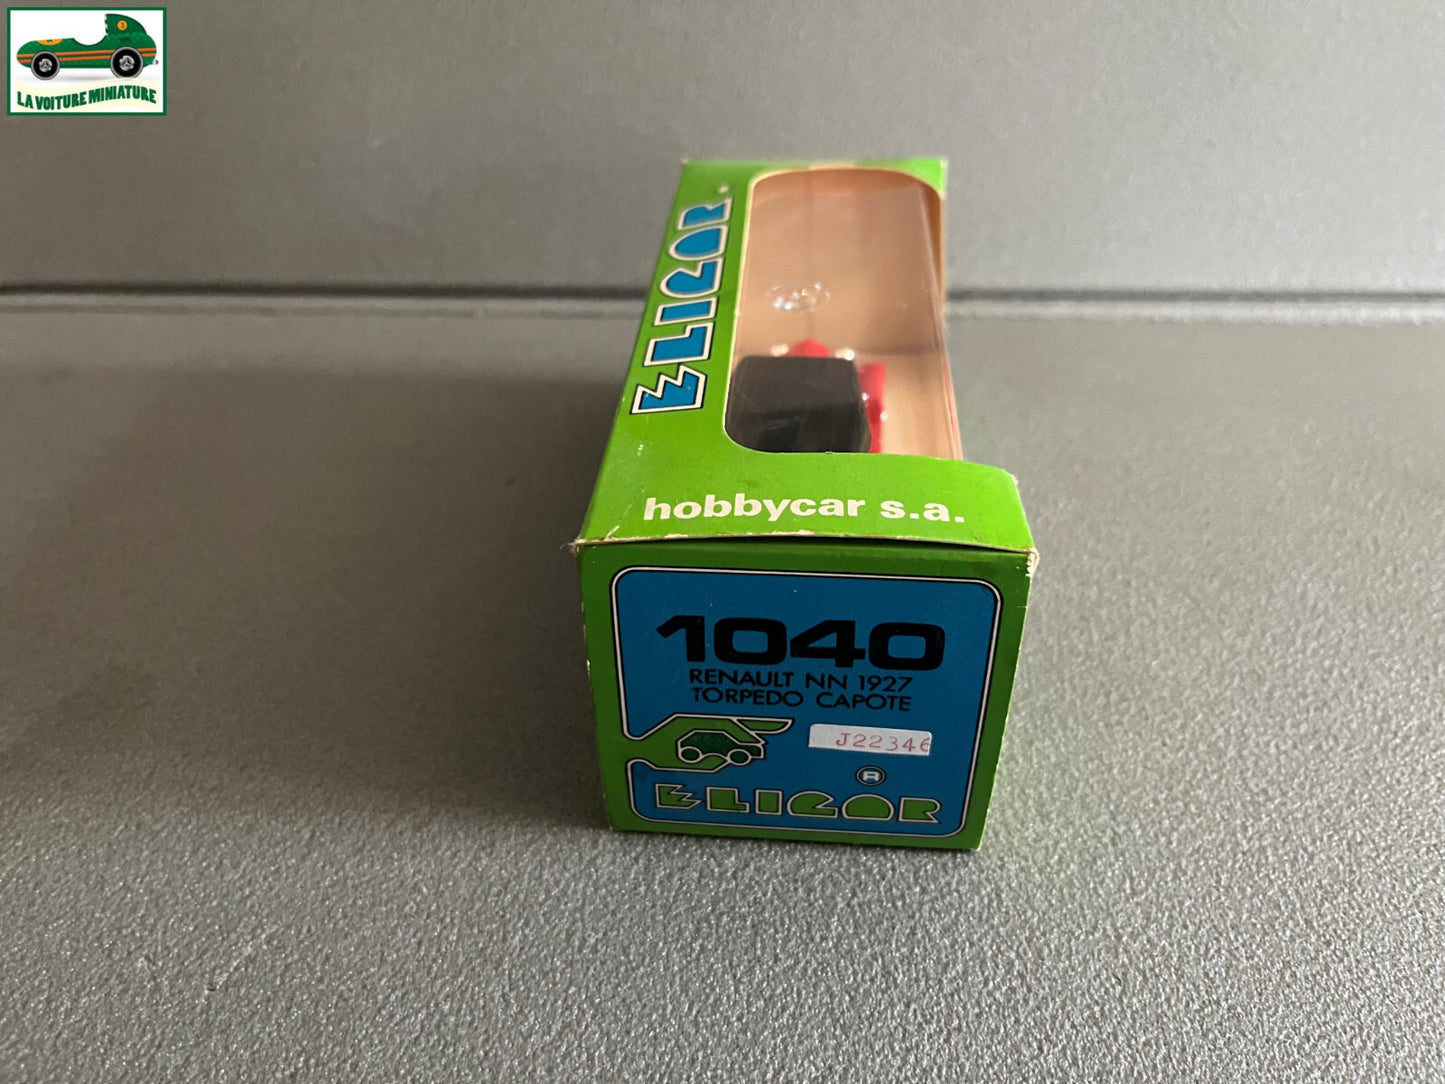 LA VOITURE MINIATURE
ELIGOR
hobbycar s.a.
1040
RENAULT NN 1927
TORPEDO CAPOTE
J22346
R
ELIGOR